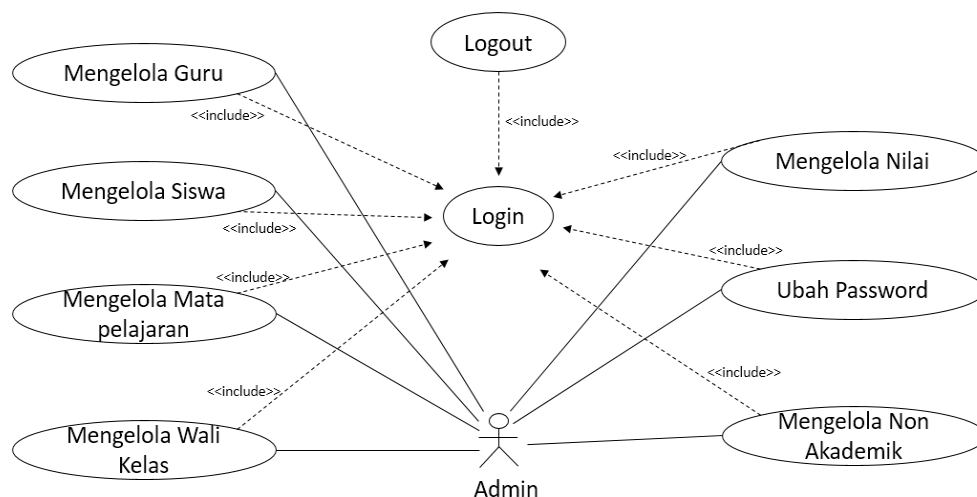 Logout
Mengelola Guru
<<include>>
<<include>>
Mengelola Nilai
<<include>>
Mengelola Siswa
Login
<<include>>
<<include>>
<<include>>
Mengelola Mata
pelajaran
Ubah Password
<<include>>
<<include>>
Mengelola Wali
Kelas
Mengelola Non
Akademik
Admin